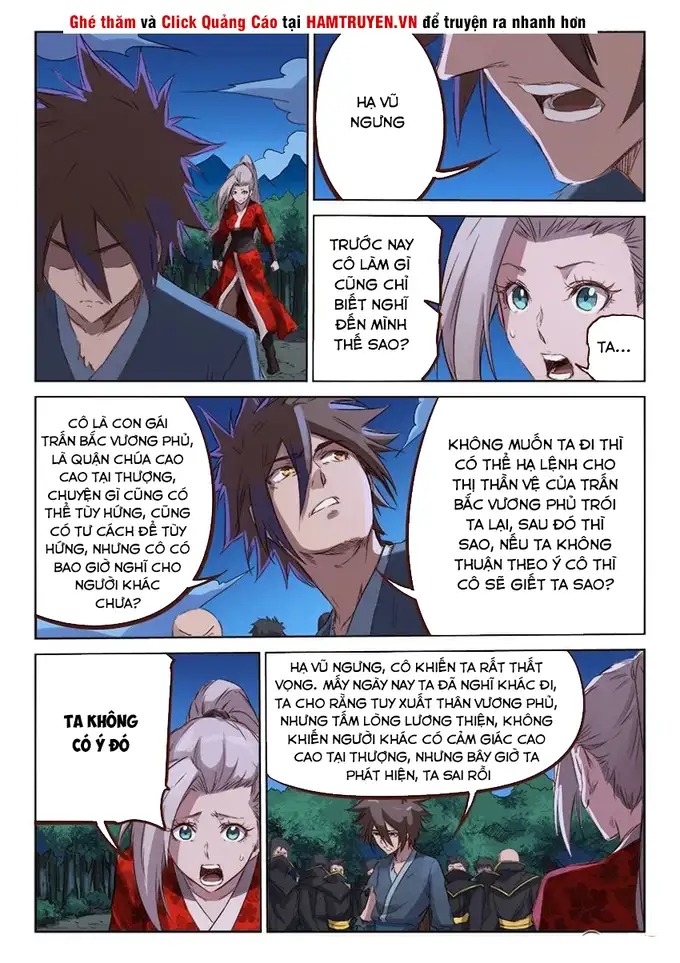 Ghé thăm và Click Quảng Cáo tại HAMTRUYEN.VN để truyện ra nhanh hơn
HẠ VŨ
NGƯNG
TRƯỚC NAY
CÔ LÀM GÌ
CŨNG CHỈ
BIẾT NGHĨ
ĐẾN MÌNH
THẾ SAO?
TA...
CÔ LÀ CON GÁI
TRẤN BẮC VƯƠNG PHỦ,
LÀ QUẬN CHÚA CAO
CAO TẠI THƯỢNG,
CHUYỆN GÌ CŨNG CÓ
THỂ TÙY HỨNG, CŨNG
CÓ TƯ CÁCH ĐỂ TÙY
HỨNG, NHƯNG CÔ CÓ
BAO GIỜ NGHĨ CHO
NGƯỜI KHÁC
CHƯA?
KHÔNG MUỐN TA ĐI THÌ
CÓ THỂ HẠ LỆNH CHO
THỊ THẦN VỆ CỦA TRẤN
BẮC VƯƠNG PHỦ TRÓI
TA LẠI, SAU ĐÓ THÌ
SAO, NẾU TA KHÔNG
THUẬN THEO Ý CÔ THÌ
CÔ SẼ GIẾT TA SAO?
TA KHÔNG
CÓ Ý ĐÓ
HẠ VŨ NGƯNG, CÔ KHIẾN TA RẤT THẤT
VỌNG. MẤY NGÀY NAY TA ĐÃ NGHĨ KHÁC ĐI,
TA CHO RẰNG TUY XUẤT THÂN VƯƠNG PHỦ,
NHƯNG TẤM LÒNG LƯƠNG THIỆN, KHÔNG
KHIẾN NGƯỜI KHÁC CÓ CẢM GIÁC CAO
CAO TẠI THƯỢNG, NHƯNG BÂY GIỜ TA
PHÁT HIỆN, TA SAI RỒI